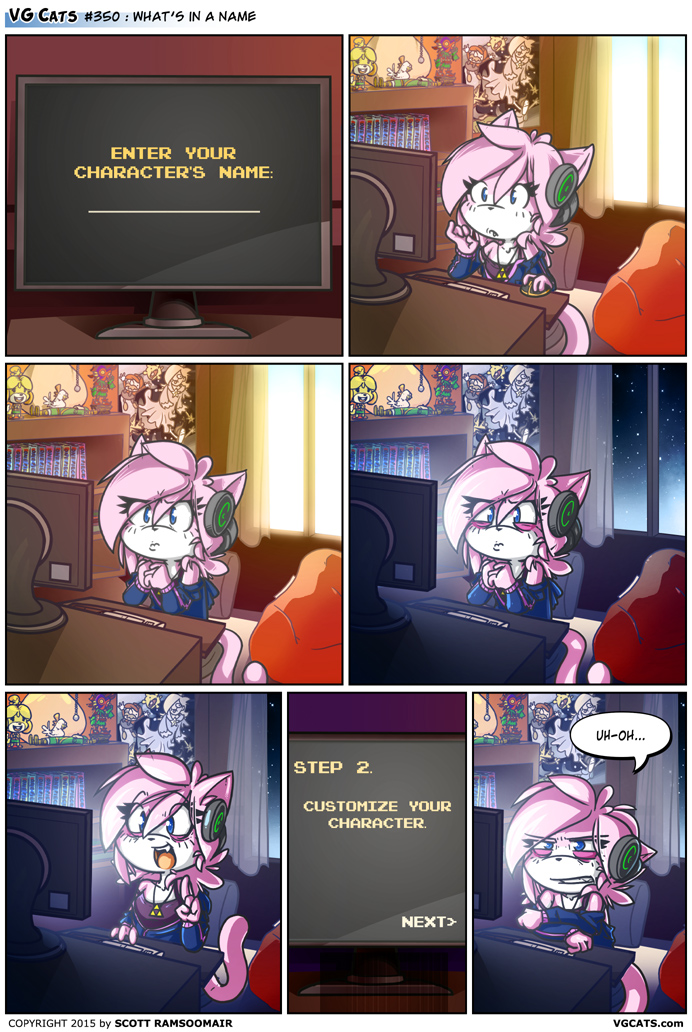 VG CATS #350 : WHAT'S IN A NAME
ENTER YOUR
CHARACTER'S NAME:
STEP 2.
CUSTOMIZE YOUR
CHARACTER.
NEXT>
UH-OH...
COPYRIGHT 2015 by SCOTT RAMSOOMAIR
VGCATS.com